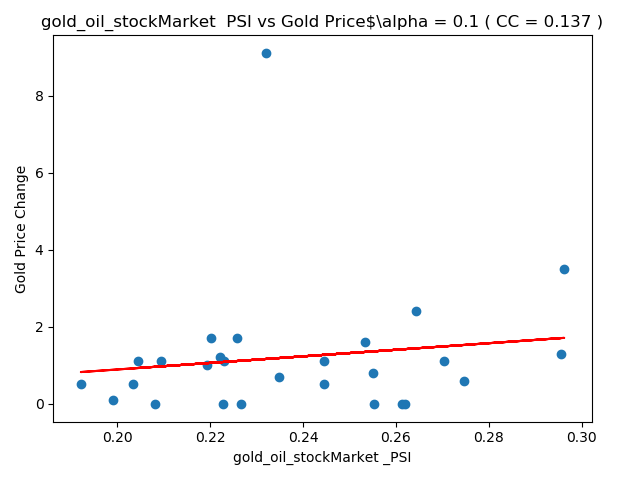 gold_oil_stockMarket  PSI vs Gold Price$\alpha = 0.1 ( CC = 0.137 )
Gold Price Change
8
6
4
2
0
0.20 0.22 0.24 0.26 0.28 0.30
gold_oil_stockMarket _PSI